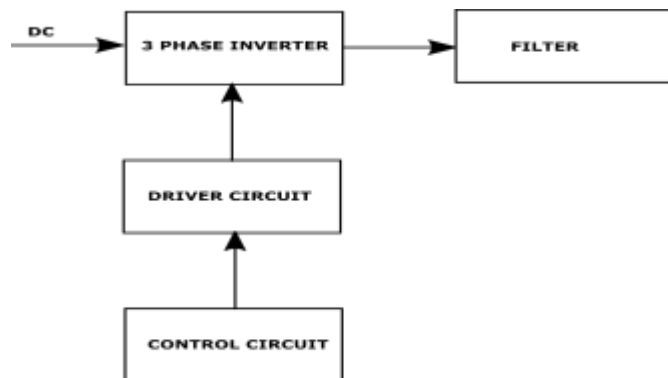 DC
3 PHASE INVERTER
FILTER
DRIVER CIRCUIT
CONTROL CIRCUIT